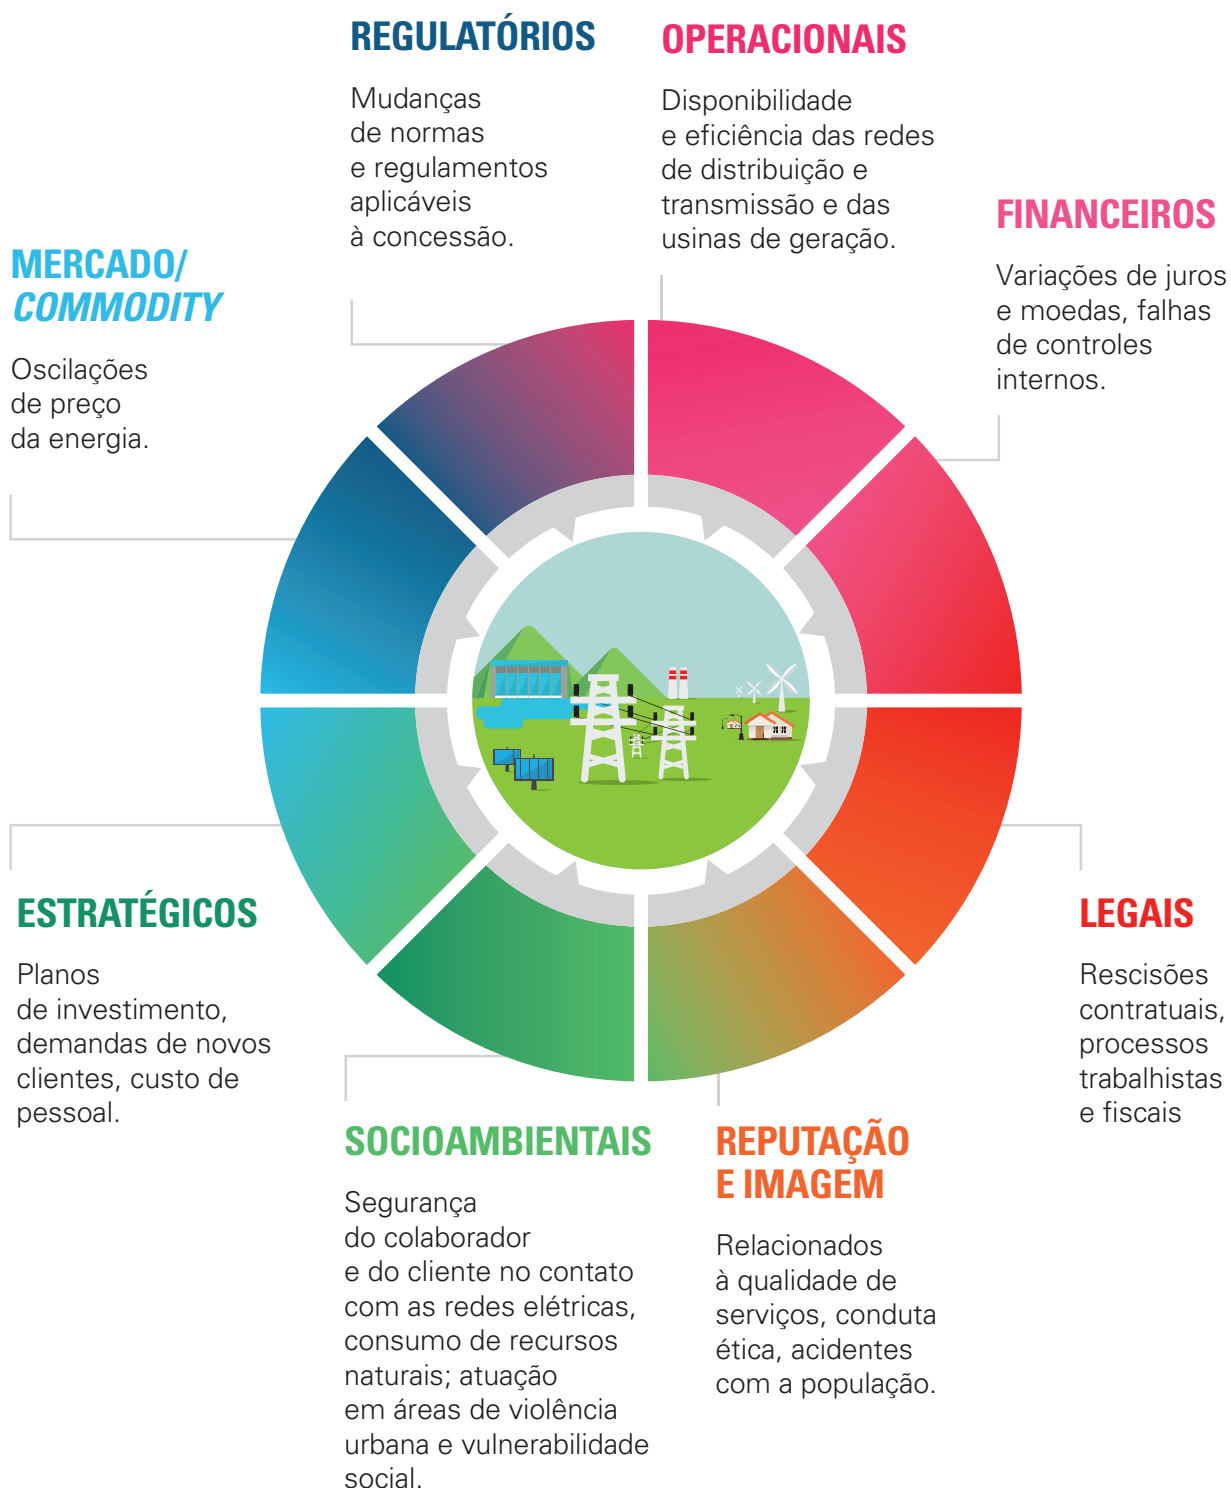 REGULATÓRIOS
Mudanças
de normas
e regulamentos
aplicáveis
à concessão.
OPERACIONAIS
Disponibilidade
e eficiência das redes
de distribuição e
transmissão e das
usinas de geração.
FINANCEIROS
Variações de juros
e moedas, falhas
de controles
internos.
MERCADO/
COMMODITY
Oscilações
de preço
da energia.
ESTRATÉGICOS
Planos
de investimento,
demandas de novos
clientes, custo de
pessoal.
LEGAIS
Rescisões
contratuais,
processos
trabalhistas
e fiscais
SOCIOAMBIENTAIS
Segurança
do colaborador
e do cliente no contato
com as redes elétricas,
consumo de recursos
naturais; atuação
em áreas de violência
urbana e vulnerabilidade
social.
REPUTAÇÃO
E IMAGEM
Relacionados
à qualidade de
serviços, conduta
ética, acidentes
com a população.